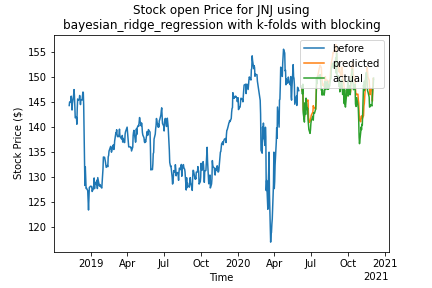 Stock open Price for JNJ using
bayesian_ridge_regression with k-folds with blocking
before
predicted
actual
Stock Price ($)
155
150
145
140
135
130
125
120
2019
Apr
Jul
Oct
2020
Apr
Jul
Oct
2021
Time
2021